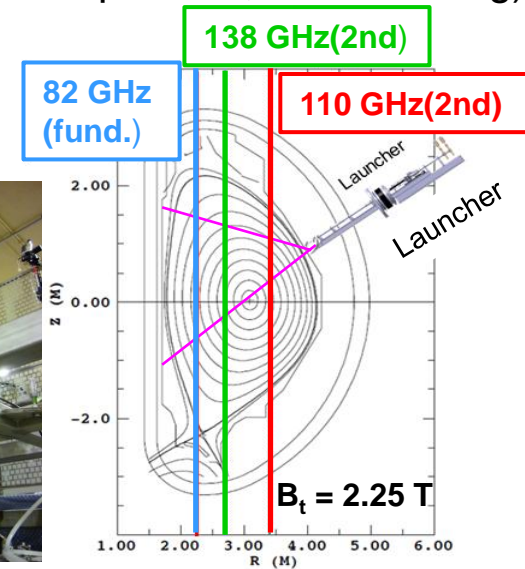 138 GHz(2nd)
82 GHz
(fund.)
110 GHz(2nd)
Launcher
Launcher
2.00
0.00
-2.0
Z (M)
Bt = 2.25 T
1.00 2.00 3.00 4.00 5.00 6.00
R (M)